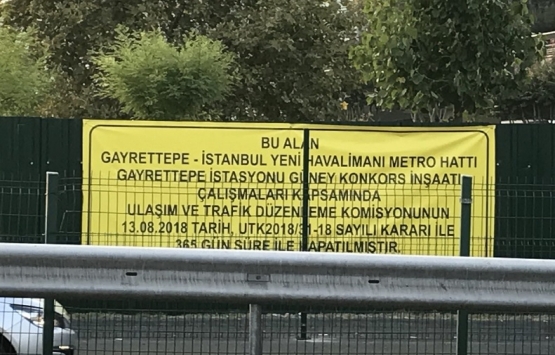 BU ALAN
GAYRETTEPE - İSTANBUL YENİ HAVALİMANI METRO HATTI
GAYRETTEPE İSTASYONU GÜNEY KONKORS İNŞAATI
ÇALIŞMALARI KAPSAMINDA
ULAŞIM VE TRAFİK DÜZENLEME KOMİSYONUNUN
13.08.2018 TARİH, UTK2018/31-18 SAYILI KARARI İLE
365 GÜN SÜRE İLE KAPATILMIŞTIR.